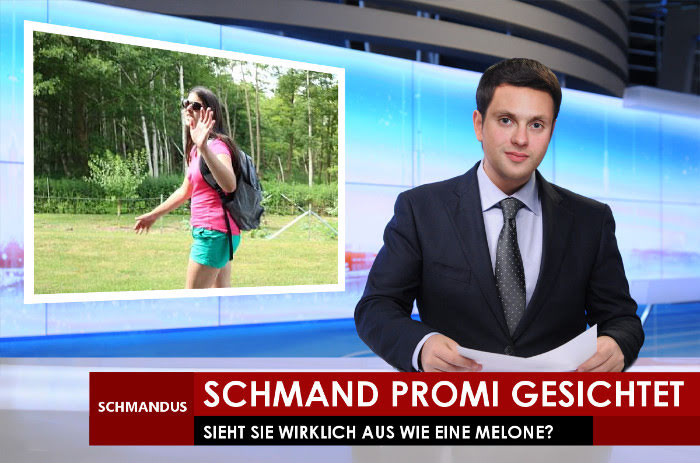 SCHMANDUS
SCHMAND PROMI GESICHTET
SIEHT SIE WIRKLICH AUS WIE EINE MELONE?